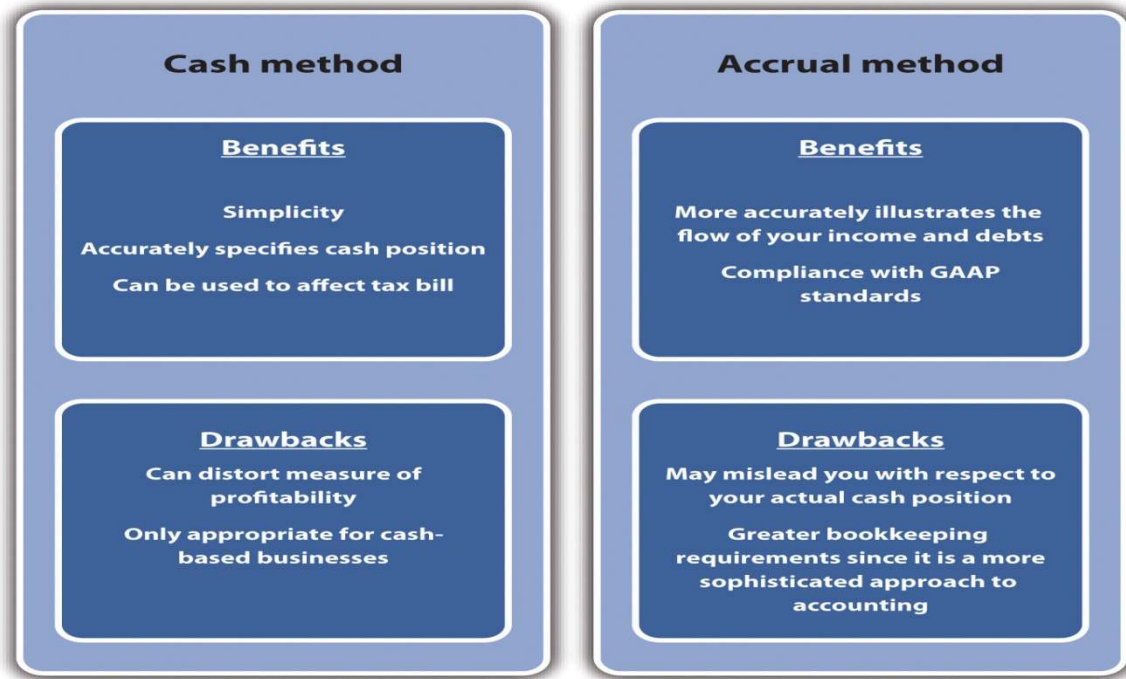 Cash method
Benefits
Simplicity
Accurately specifies cash position
Can be used to affect tax bill
Drawbacks
Can distort measure of
profitability
Only appropriate for cash-
based businesses
Accrual method
Benefits
More accurately illustrates the
flow of your income and debts
Compliance with GAAP
standards
Drawbacks
May mislead you with respect to
your actual cash position
Greater bookkeeping
requirements since it is a more
sophisticated approach to
accounting